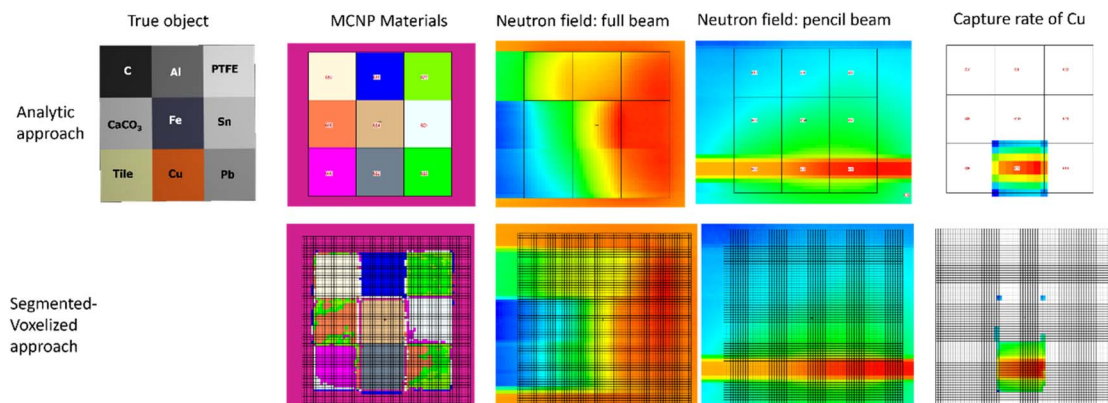 True object
MCNP Materials
Neutron field: full beam
Neutron field: pencil beam
Capture rate of Cu
Analytic
approach
C
Al
PTFE
CaCO₃
Fe
Sn
Tile
Cu
Pb
Segmented-
Voxelized
approach